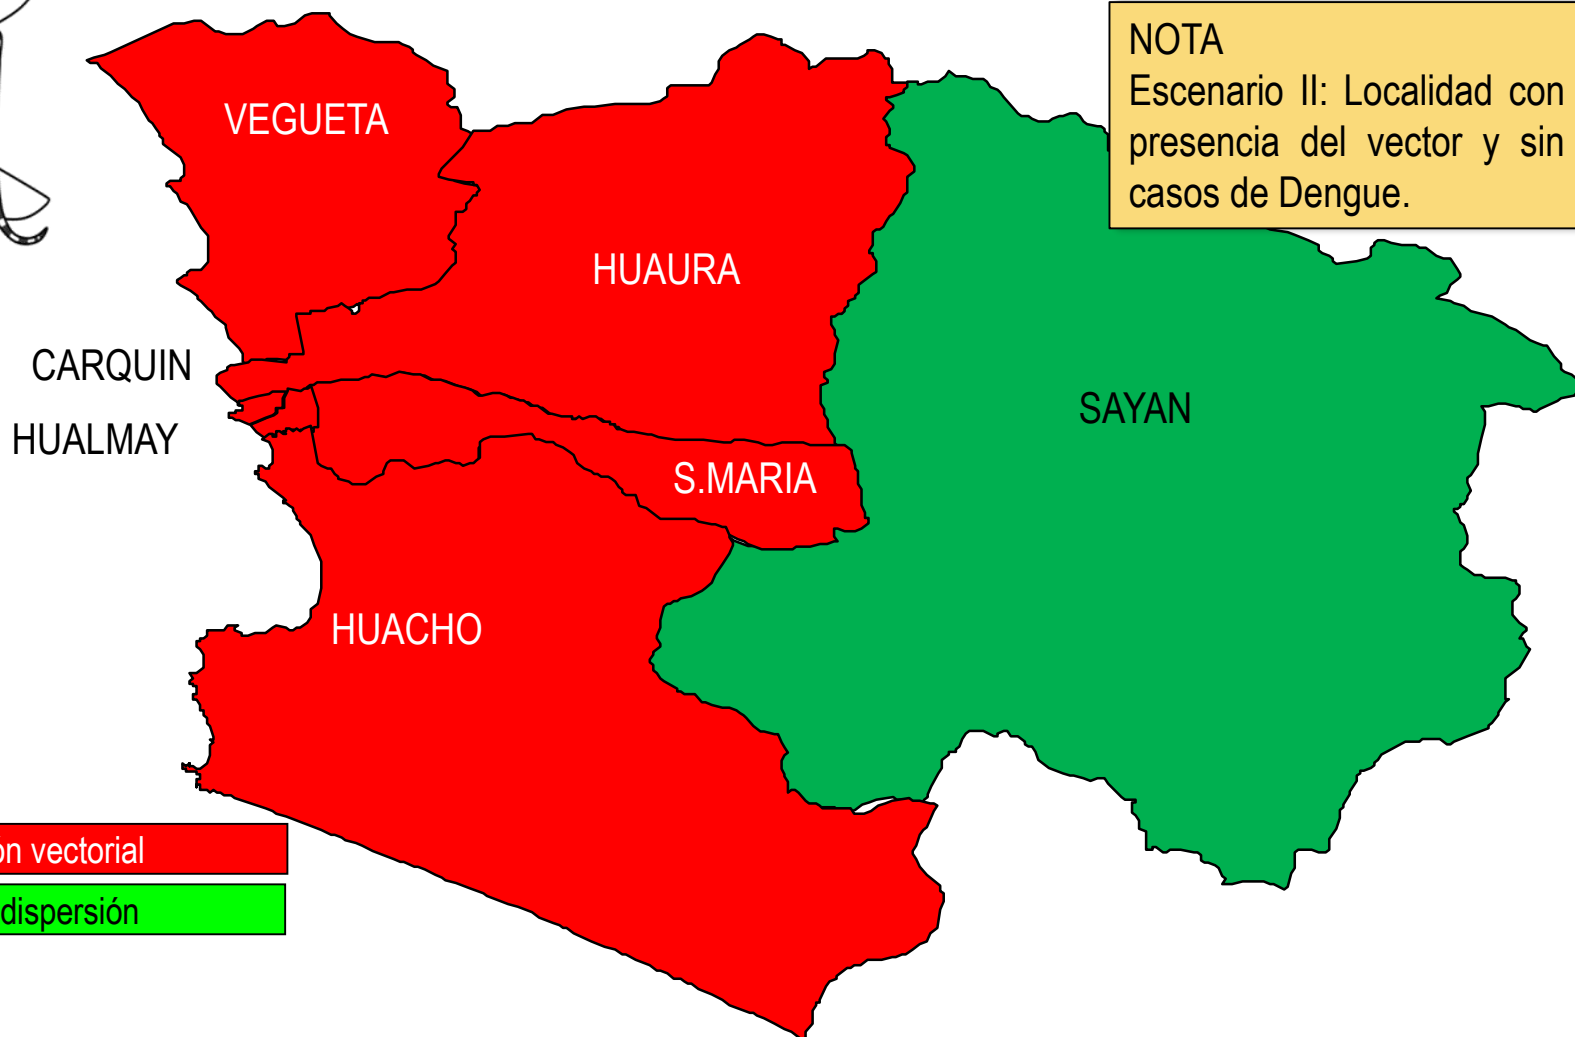 NOTA
Escenario II: Localidad con
presencia del vector y sin
casos de Dengue.
VEGUETA
HUAURA
CARQUIN
HUALMAY
SAYAN
S.MARIA
HUACHO
ón vectorial
dispersión